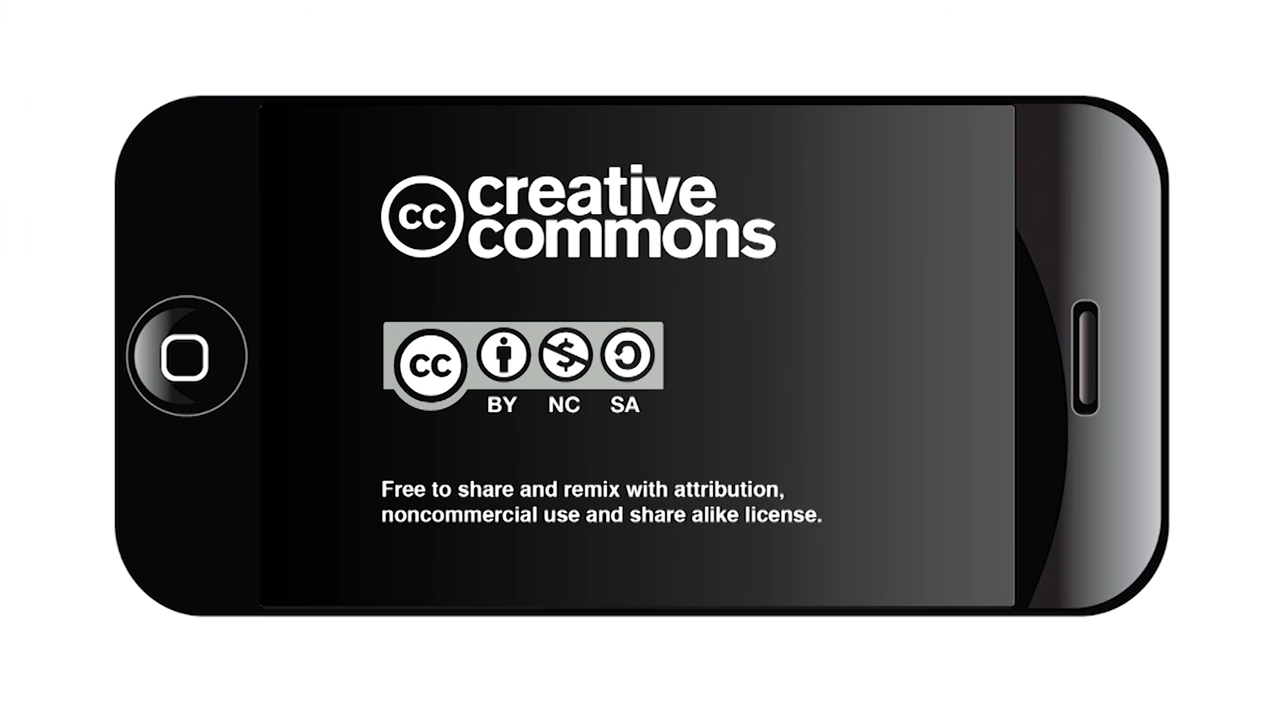 cc creative
commons
cc
BY NC SA
Free to share and remix with attribution,
noncommercial use and share alike license.